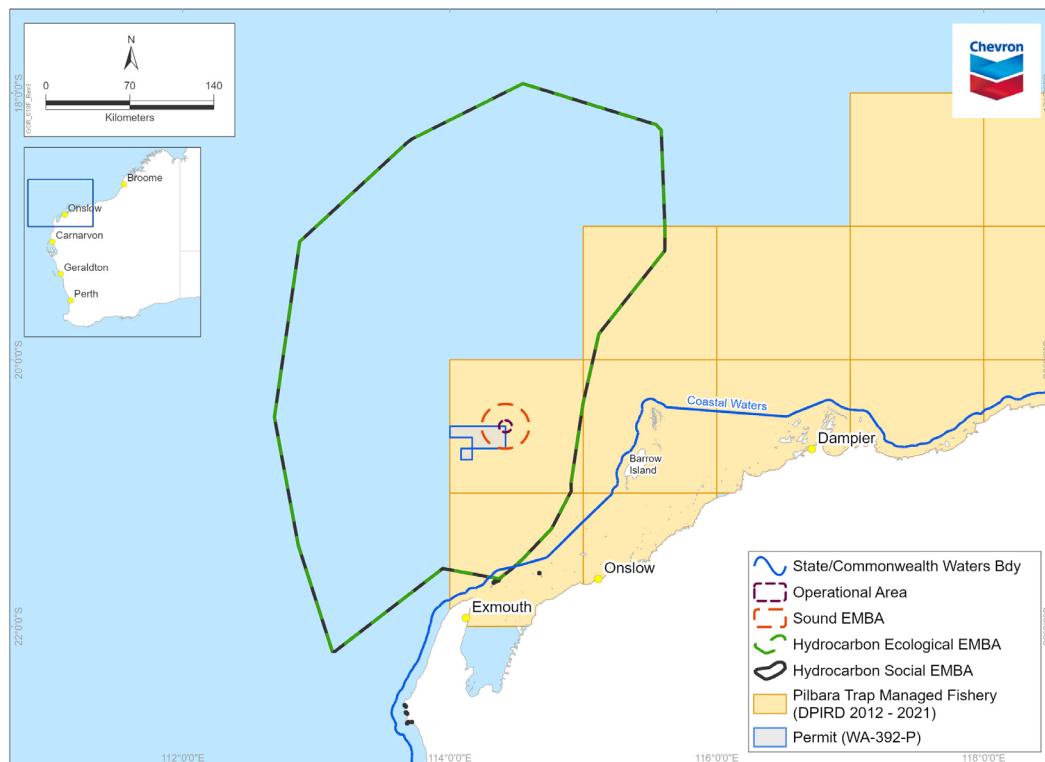 N
0 70 140
Kilometers
18°0'0"S
Chevron
Broome
Onslow
Carnarvon
Geraldton
Perth
20°0'0"S
Coastal Waters
Dampier
Barrow
Island
Onslow
Exmouth
22°0'0"S
State/Commonwealth Waters Bdy
Operational Area
Sound EMBA
Hydrocarbon Ecological EMBA
Hydrocarbon Social EMBA
Pilbara Trap Managed Fishery
(DPIRD 2012 - 2021)
Permit (WA-392-P)
112°0'0"E 114°0'0"E 116°0'0"E 118°0'0"E